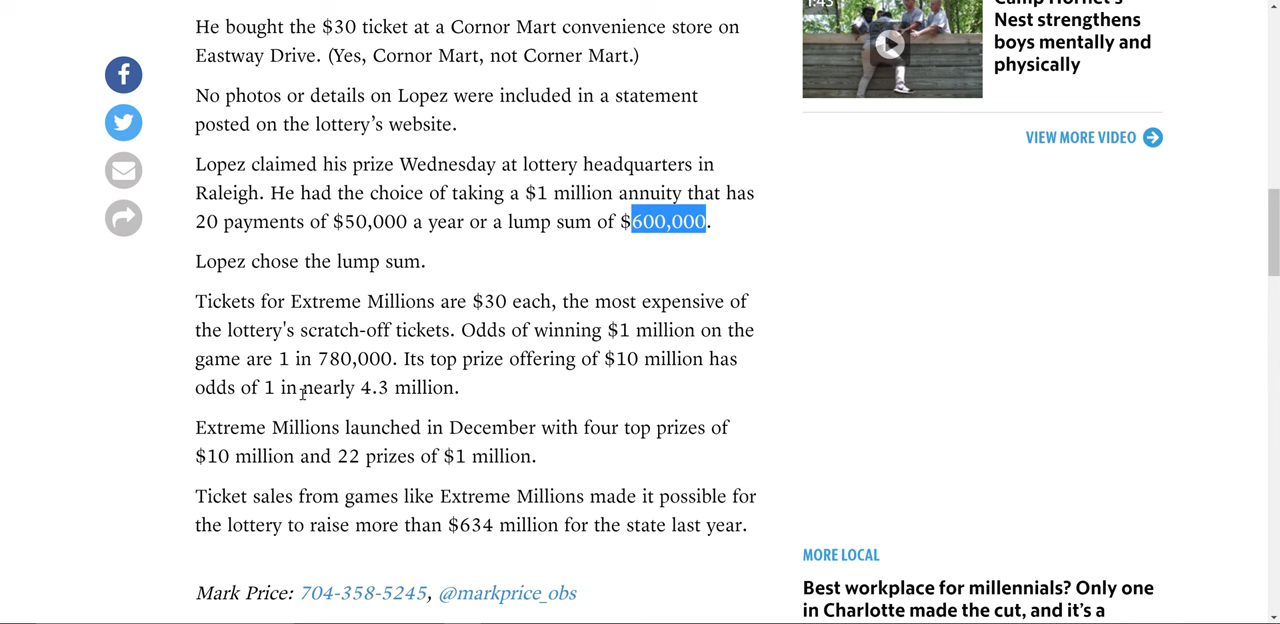 He bought the $30 ticket at a Cornor Mart convenience store on
Eastway Drive. (Yes, Cornor Mart, not Corner Mart.)
No photos or details on Lopez were included in a statement
posted on the lottery’s website.
Lopez claimed his prize Wednesday at lottery headquarters in
Raleigh. He had the choice of taking a $1 million annuity that has
20 payments of $50,000 a year or a lump sum of $600,000.
Lopez chose the lump sum.
Tickets for Extreme Millions are $30 each, the most expensive of
the lottery's scratch-off tickets. Odds of winning $1 million on the
game are 1 in 780,000. Its top prize offering of $10 million has
odds of 1 in nearly 4.3 million.
Extreme Millions launched in December with four top prizes of
$10 million and 22 prizes of $1 million.
Ticket sales from games like Extreme Millions made it possible for
the lottery to raise more than $634 million for the state last year.
Mark Price: 704-358-5245, @markprice_obs
1:45
Camp Hornet's
Nest strengthens
boys mentally and
physically
VIEW MORE VIDEO
MORE LOCAL
Best workplace for millennials? Only one
in Charlotte made the cut, and it’s a